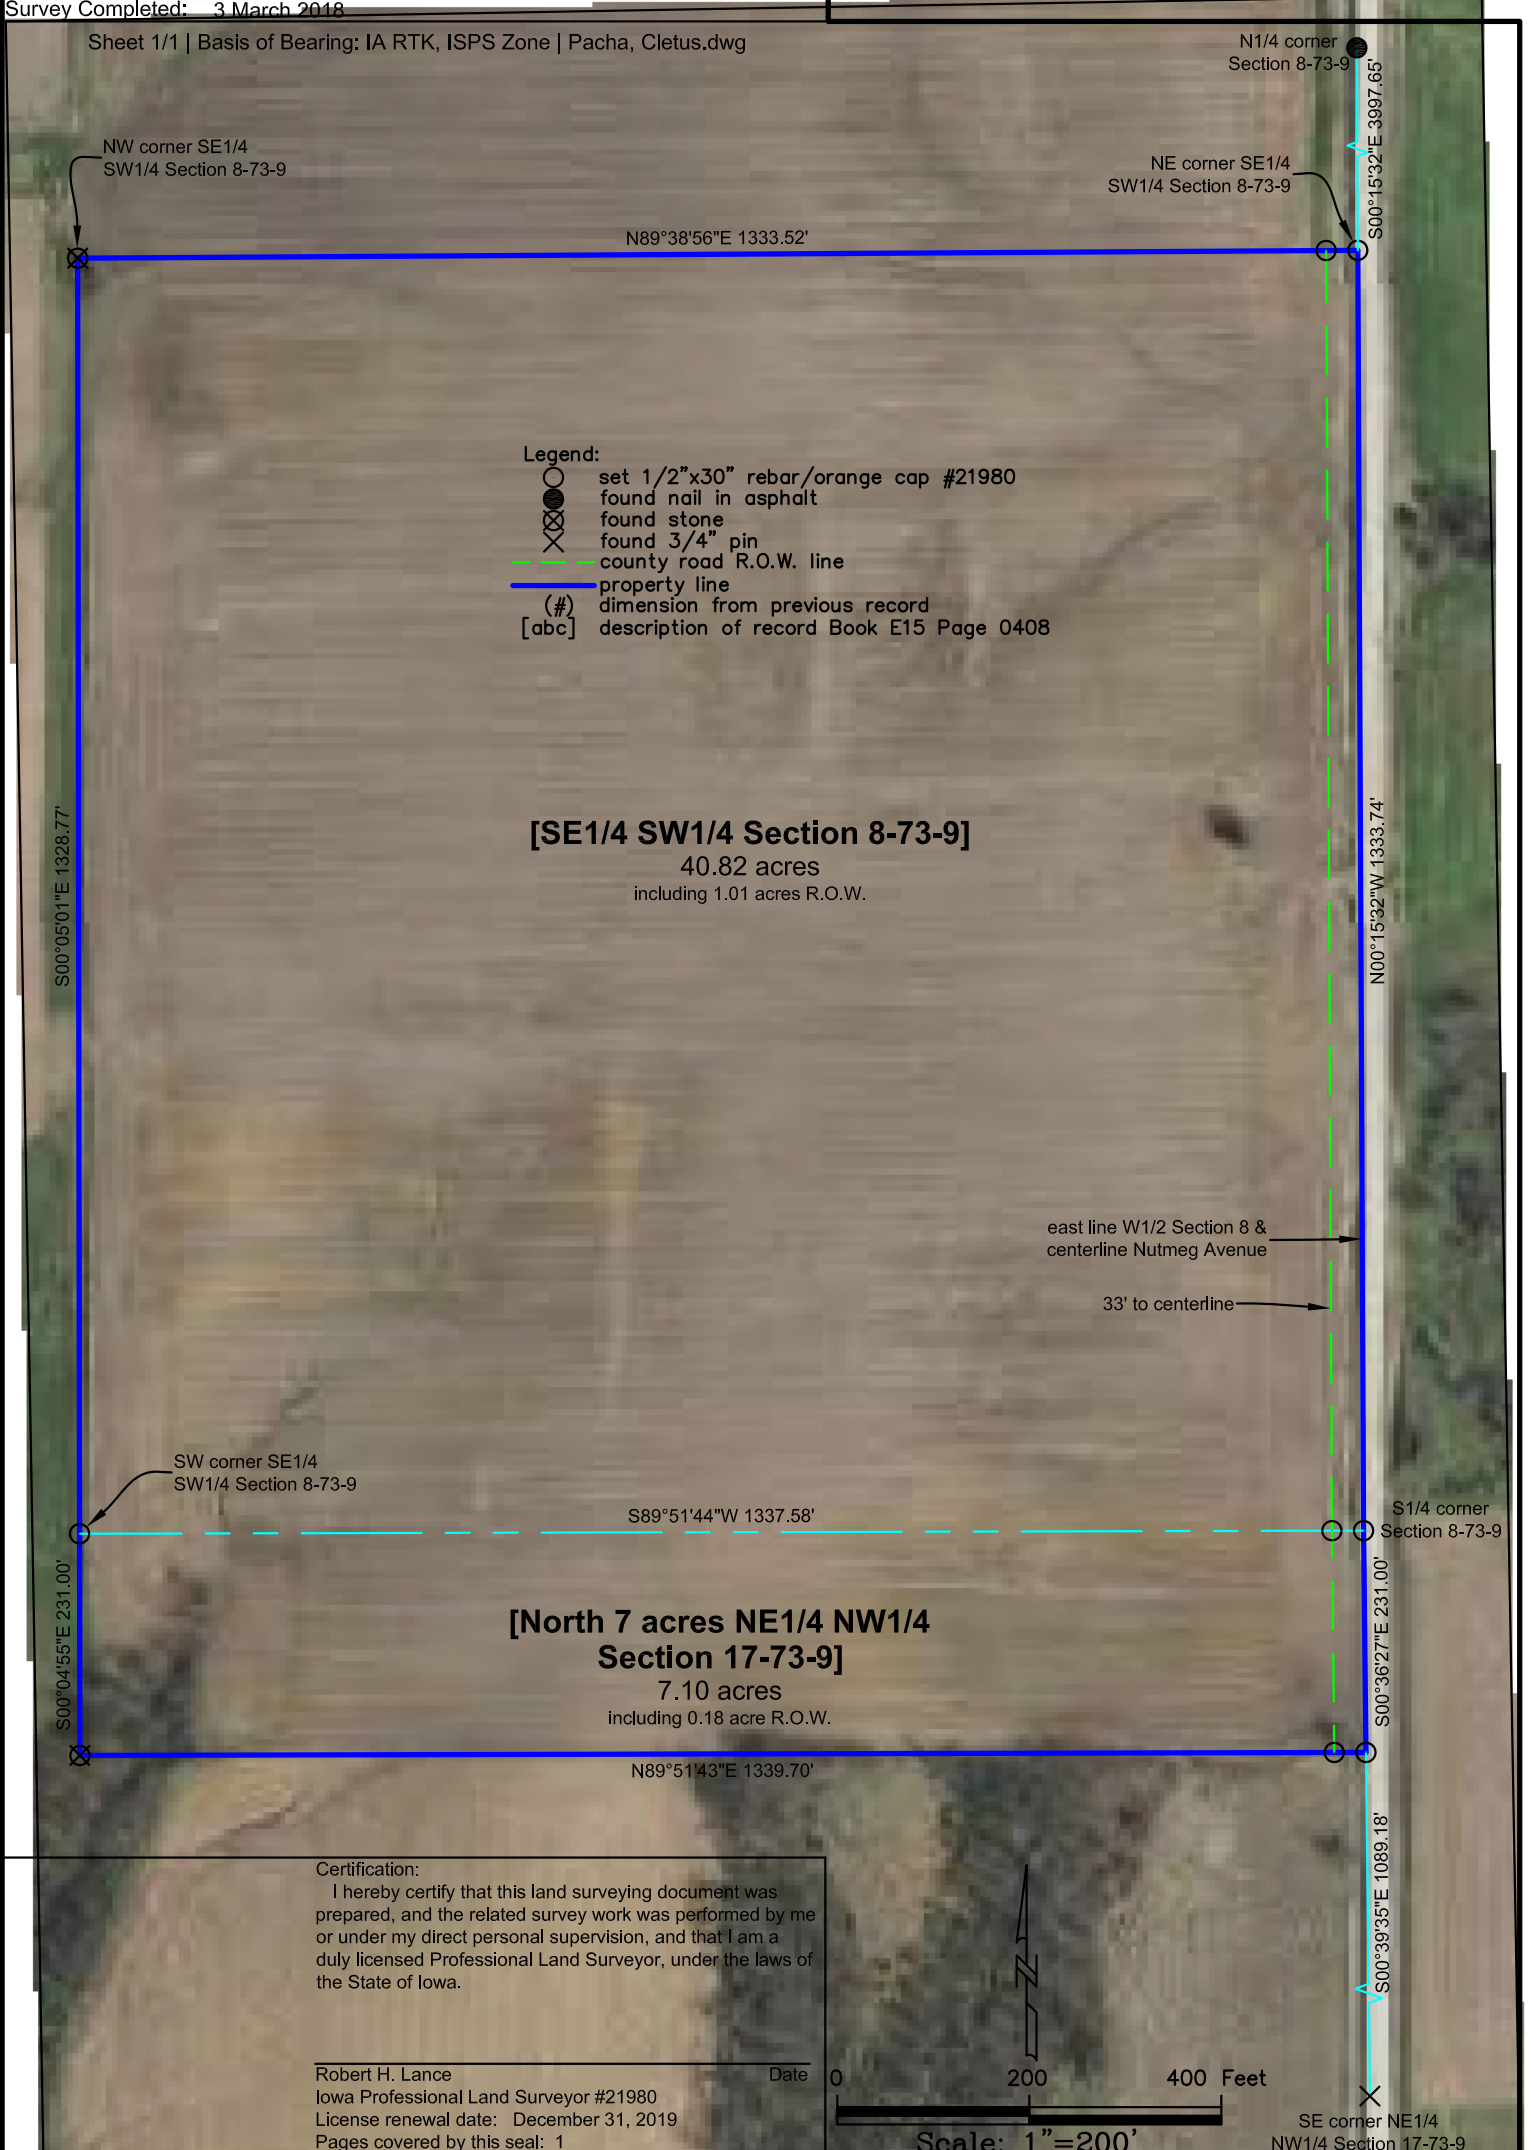 Survey Completed: 3 March 2018
Sheet 1/1 | Basis of Bearing: IA RTK, ISPS Zone | Pacha, Cletus.dwg
N1/4 corner
Section 8-73-9
S00°15'32"E 3997.65'
NW corner SE1/4
SW1/4 Section 8-73-9
NE corner SE1/4
SW1/4 Section 8-73-9
N89°38'56"E 1333.52'
Legend:
set 1/2"x30" rebar/orange cap #21980
found nail in asphalt
found stone
found 3/4" pin
county road R.O.W. line
property line
(#) dimension from previous record
[abc] description of record Book E15 Page 0408
S00°05'01"E 1328.77'
[SE1/4 SW1/4 Section 8-73-9]
40.82 acres
including 1.01 acres R.O.W.
N00°15'32"W 1333.74'
east line W1/2 Section 8 &
centerline Nutmeg Avenue
33' to centerline
SW corner SE1/4
SW1/4 Section 8-73-9
S89°51'44"W 1337.58'
S1/4 corner
Section 8-73-9
S00°04'55"E 231.00'
[North 7 acres NE1/4 NW1/4
Section 17-73-9]
7.10 acres
including 0.18 acre R.O.W.
S00°36'27"E 231.00'
N89°51'43"E 1339.70'
S00°39'35"E 1089.18'
Certification:
I hereby certify that this land surveying document was
prepared, and the related survey work was performed by me
or under my direct personal supervision, and that I am a
duly licensed Professional Land Surveyor, under the laws of
the State of Iowa.
Robert H. Lance Date
Iowa Professional Land Surveyor #21980
License renewal date: December 31, 2019
Pages covered by this seal: 1
N
0 200 400 Feet
Scale: 1"=200'
SE corner NE1/4
NW1/4 Section 17-73-9